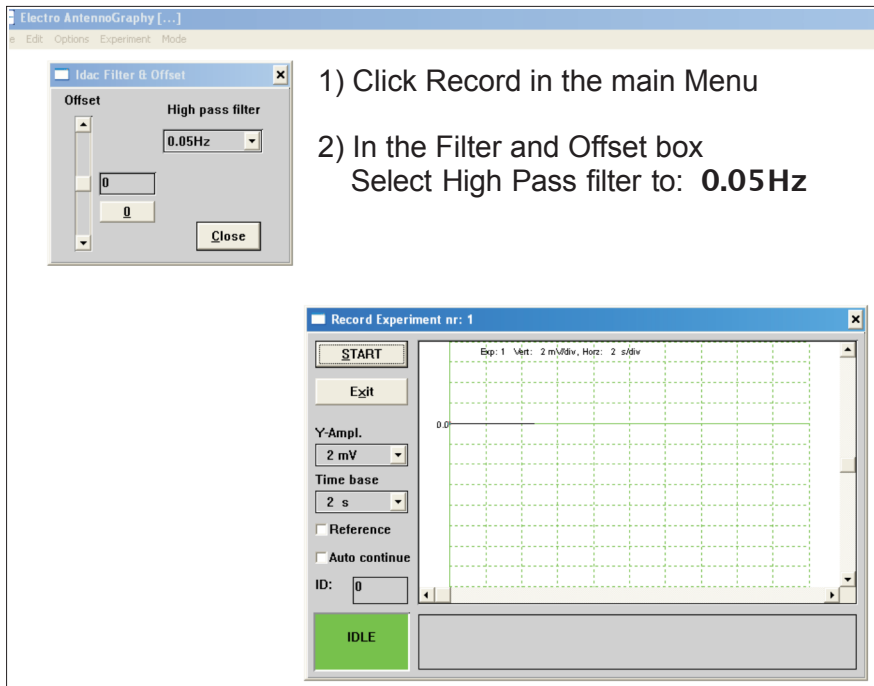 Electro AntennoGraphy [...]
e Edit Options Experiment Mode
Idac Filter & Offset
Offset
High pass filter
0.05Hz
0
0
Close
1) Click Record in the main Menu
2) In the Filter and Offset box
Select High Pass filter to: 0.05Hz
Record Experiment nr: 1
START
Exp: 1 Vert: 2 mV/div, Horz: 2 s/div
Exit
0.0
Y-Ampl.
2 mV
Time base
2 s
Reference
Auto continue
ID: 0
IDLE